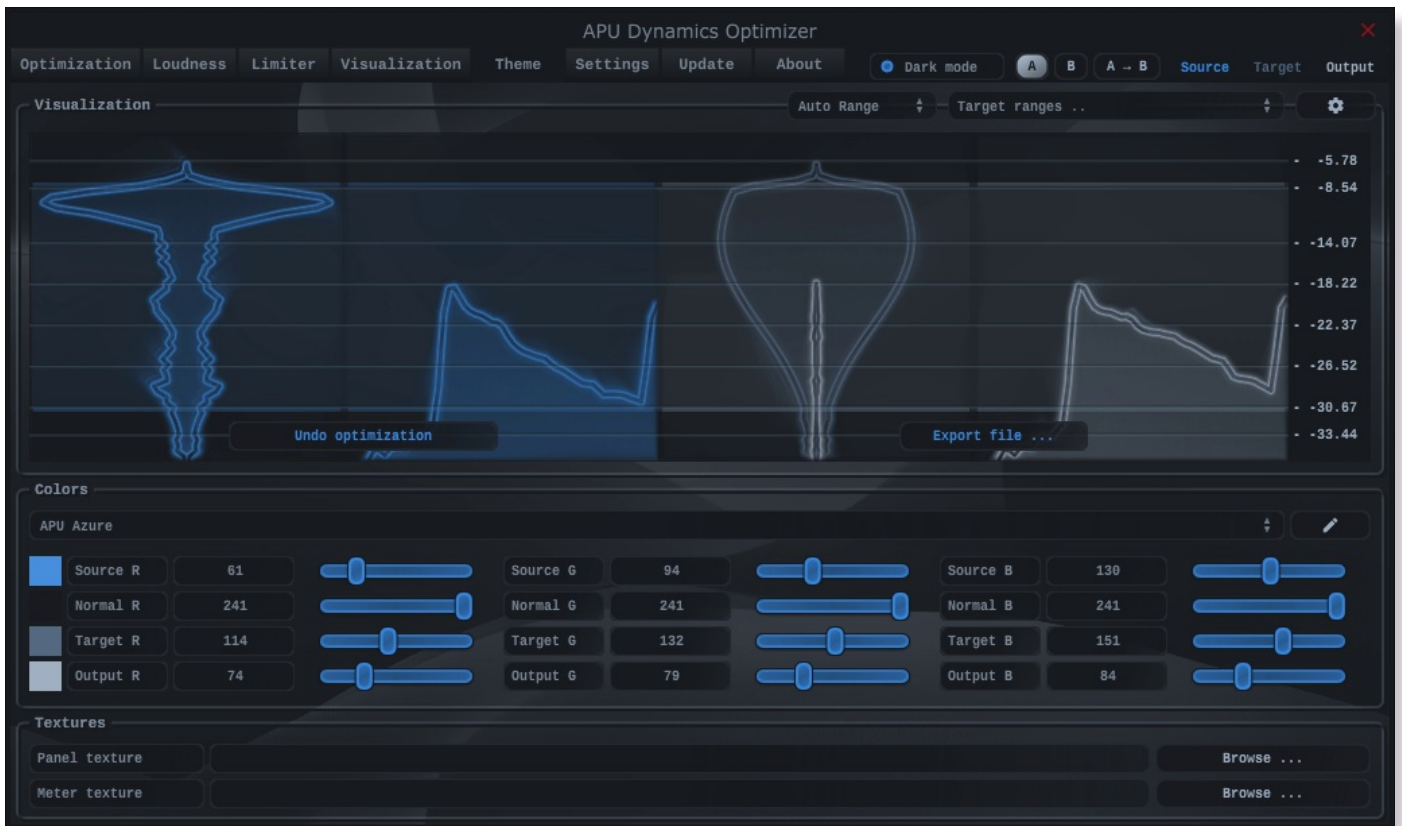 APU Dynamics Optimizer
Optimization Loudness Limiter Visualization Theme Settings Update About Dark mode A B A → B Source Target Output
Visualization Auto Range Target ranges ..
- -5.78
- -8.54
- -14.07
- -18.22
- -22.37
- -26.52
- -30.67
Undo optimization Export file ... - -33.44
Colors
APU Azure
Source R 61 Source G 94 Source B 130
Normal R 241 Normal G 241 Normal B 241
Target R 114 Target G 132 Target B 151
Output R 74 Output G 79 Output B 84
Textures
Panel texture Browse ...
Meter texture Browse ...